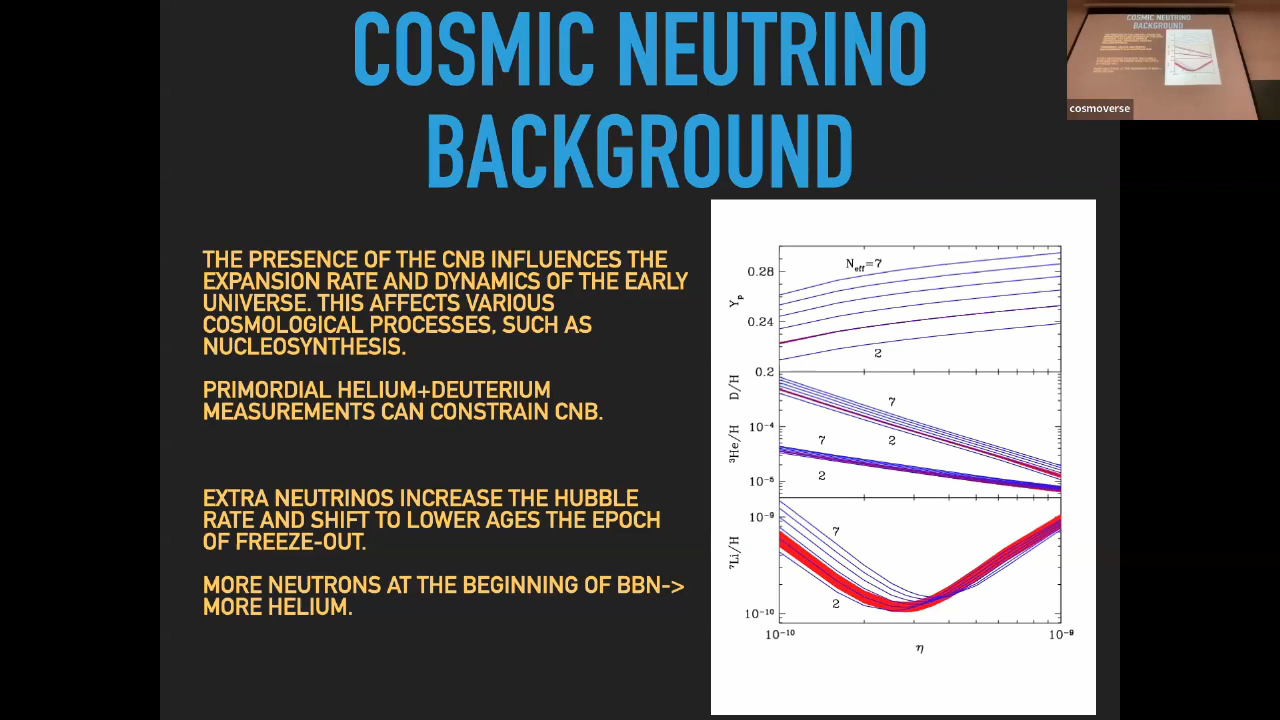 COSMIC NEUTRINO
BACKGROUND
cosmoverse
THE PRESENCE OF THE CNB INFLUENCES THE
EXPANSION RATE AND DYNAMICS OF THE EARLY
UNIVERSE. THIS AFFECTS VARIOUS
COSMOLOGICAL PROCESSES, SUCH AS
NUCLEOSYNTHESIS.
PRIMORDIAL HELIUM+DEUTERIUM
MEASUREMENTS CAN CONSTRAIN CNB.
EXTRA NEUTRINOS INCREASE THE HUBBLE
RATE AND SHIFT TO LOWER AGES THE EPOCH
OF FREEZE-OUT.
MORE NEUTRONS AT THE BEGINNING OF BBN->
MORE HELIUM.
N_eff=7
0.28
Y_p
0.24
2
0.2
D/H
7
10⁻⁴
³He/H
7
2
2
10⁻⁵
10⁻⁹
7
⁷Li/H
2
10⁻¹⁰
10⁻¹⁰
10⁻⁹
η